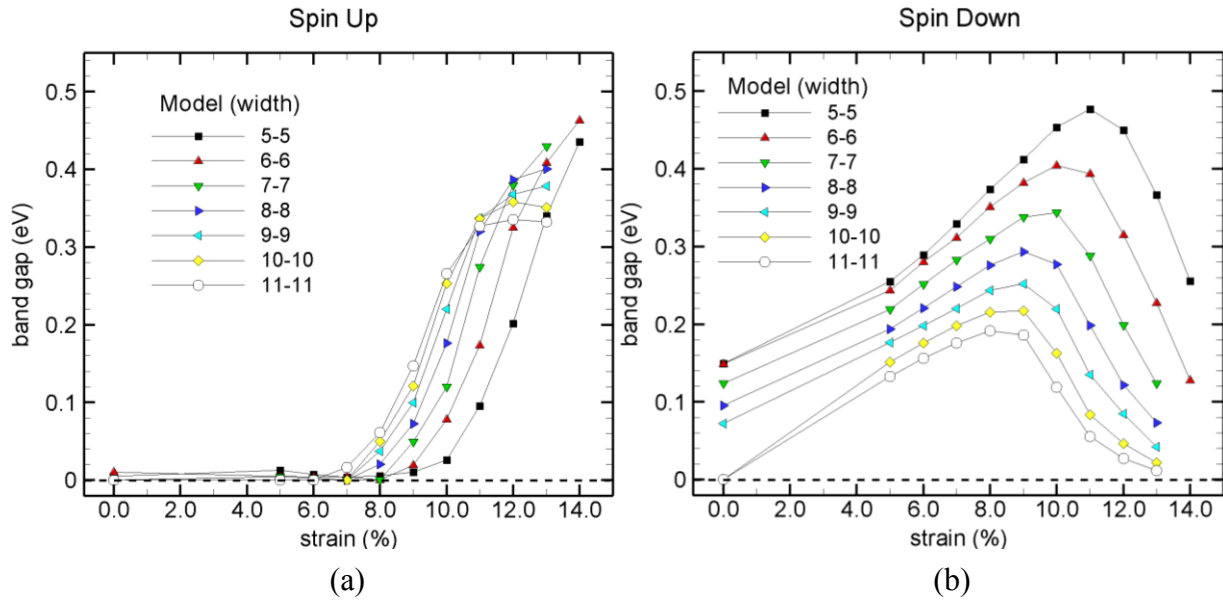 Spin Up
0.5
0.4
0.3
0.2
0.1
0
band gap (eV)
Model (width)
5-5
6-6
7-7
8-8
9-9
10-10
11-11
0.0 2.0 4.0 6.0 8.0 10.0 12.0 14.0
strain (%)
(a)
Spin Down
0.5
0.4
0.3
0.2
0.1
0
band gap (eV)
Model (width)
5-5
6-6
7-7
8-8
9-9
10-10
11-11
0.0 2.0 4.0 6.0 8.0 10.0 12.0 14.0
strain (%)
(b)